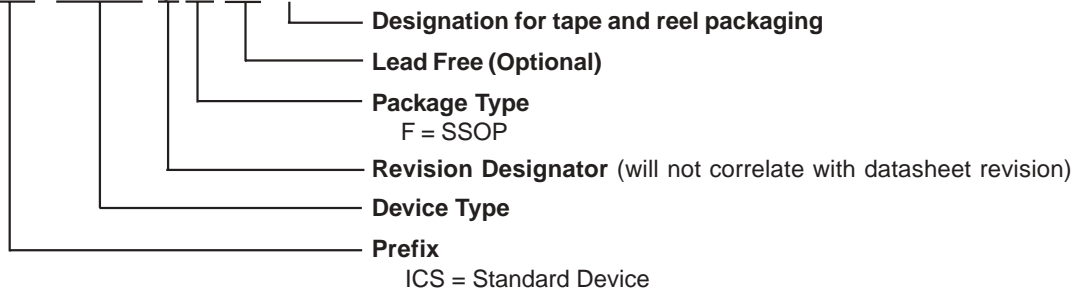 Designation for tape and reel packaging
Lead Free (Optional)
Package Type
F = SSOP
Revision Designator (will not correlate with datasheet revision)
Device Type
Prefix
ICS = Standard Device